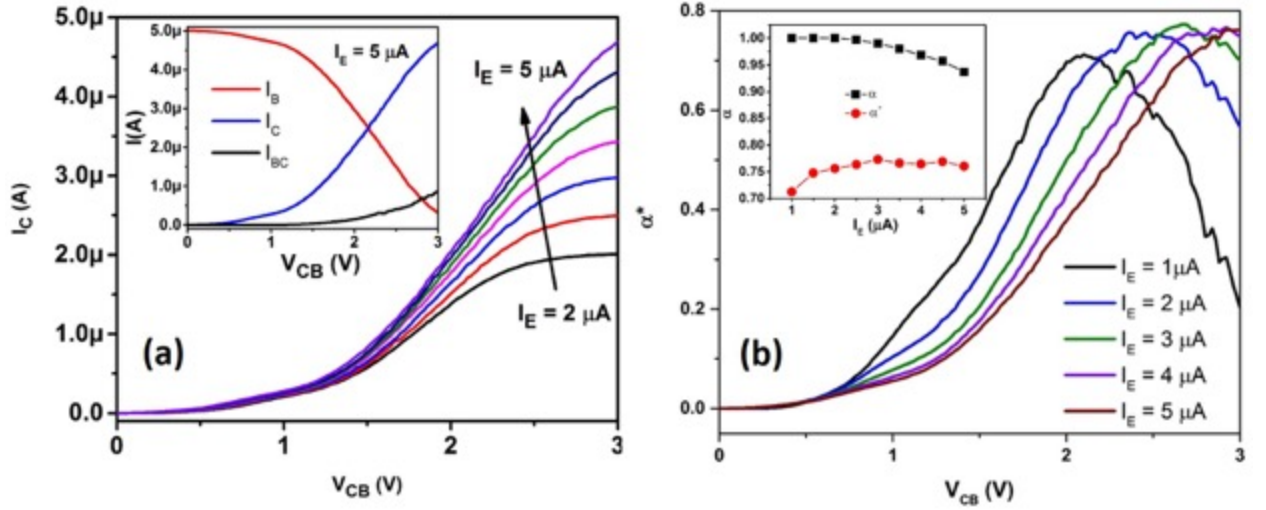 5.0μ
4.0μ
3.0μ
2.0μ
1.0μ
0.0
I_C (A)
0
1
2
3
V_CB (V)
(a)
I_E = 5 μA
I_E = 2 μA
5.0μ
4.0μ
3.0μ
2.0μ
1.0μ
0.0
I(A)
I_E = 5 μA
I_B
I_C
I_BC
0
1
2
3
V_CB (V)
0.8
0.6
0.4
0.2
0.0
α*
0
1
2
3
V_CB (V)
(b)
I_E = 1μA
I_E = 2 μA
I_E = 3 μA
I_E = 4 μA
I_E = 5 μA
1.00
0.95
0.90
0.85
0.80
0.75
0.70
α
α
α*
1
2
3
4
5
I_E (μA)